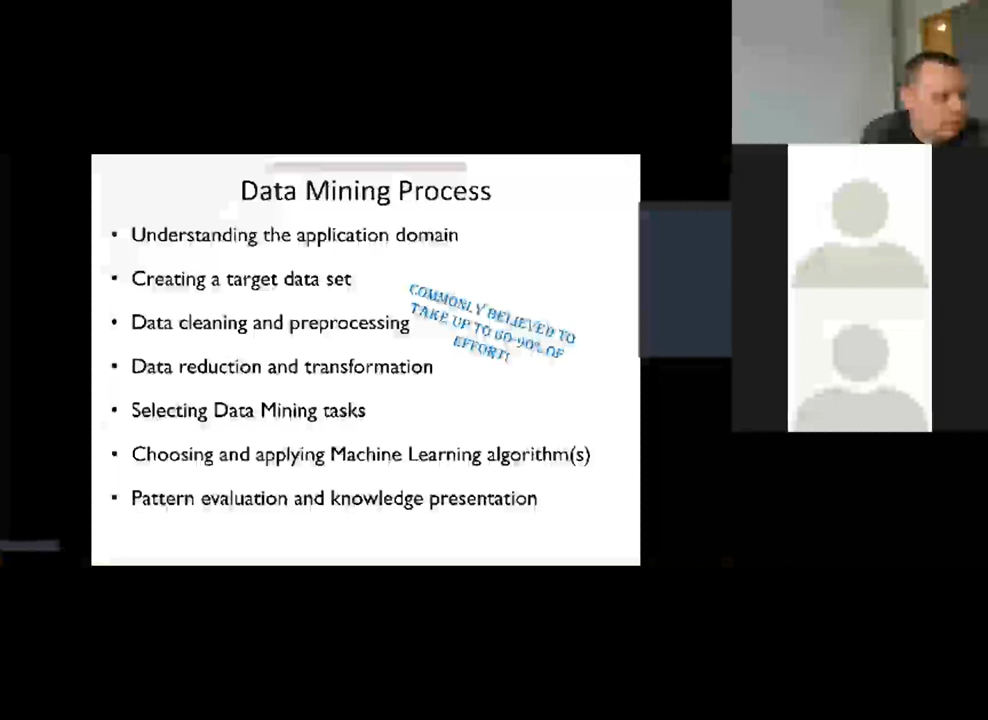 Data Mining Process
• Understanding the application domain
• Creating a target data set
COMMONLY BELIEVED TO
TAKE UP TO 60-90% OF
EFFORT!
• Data cleaning and preprocessing
• Data reduction and transformation
• Selecting Data Mining tasks
• Choosing and applying Machine Learning algorithm(s)
• Pattern evaluation and knowledge presentation